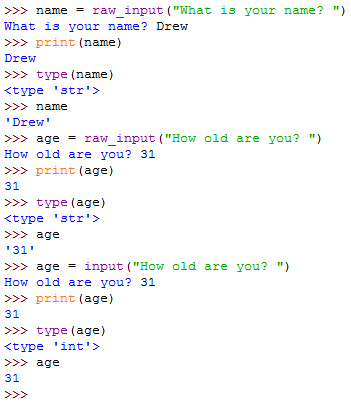 >>> name = raw_input("What is your name? ")
What is your name? Drew
>>> print(name)
Drew
>>> type(name)
<type 'str'>
>>> name
'Drew'
>>> age = raw_input("How old are you? ")
How old are you? 31
>>> print(age)
31
>>> type(age)
<type 'str'>
>>> age
'31'
>>> age = input("How old are you? ")
How old are you? 31
>>> print(age)
31
>>> type(age)
<type 'int'>
>>> age
31
>>>